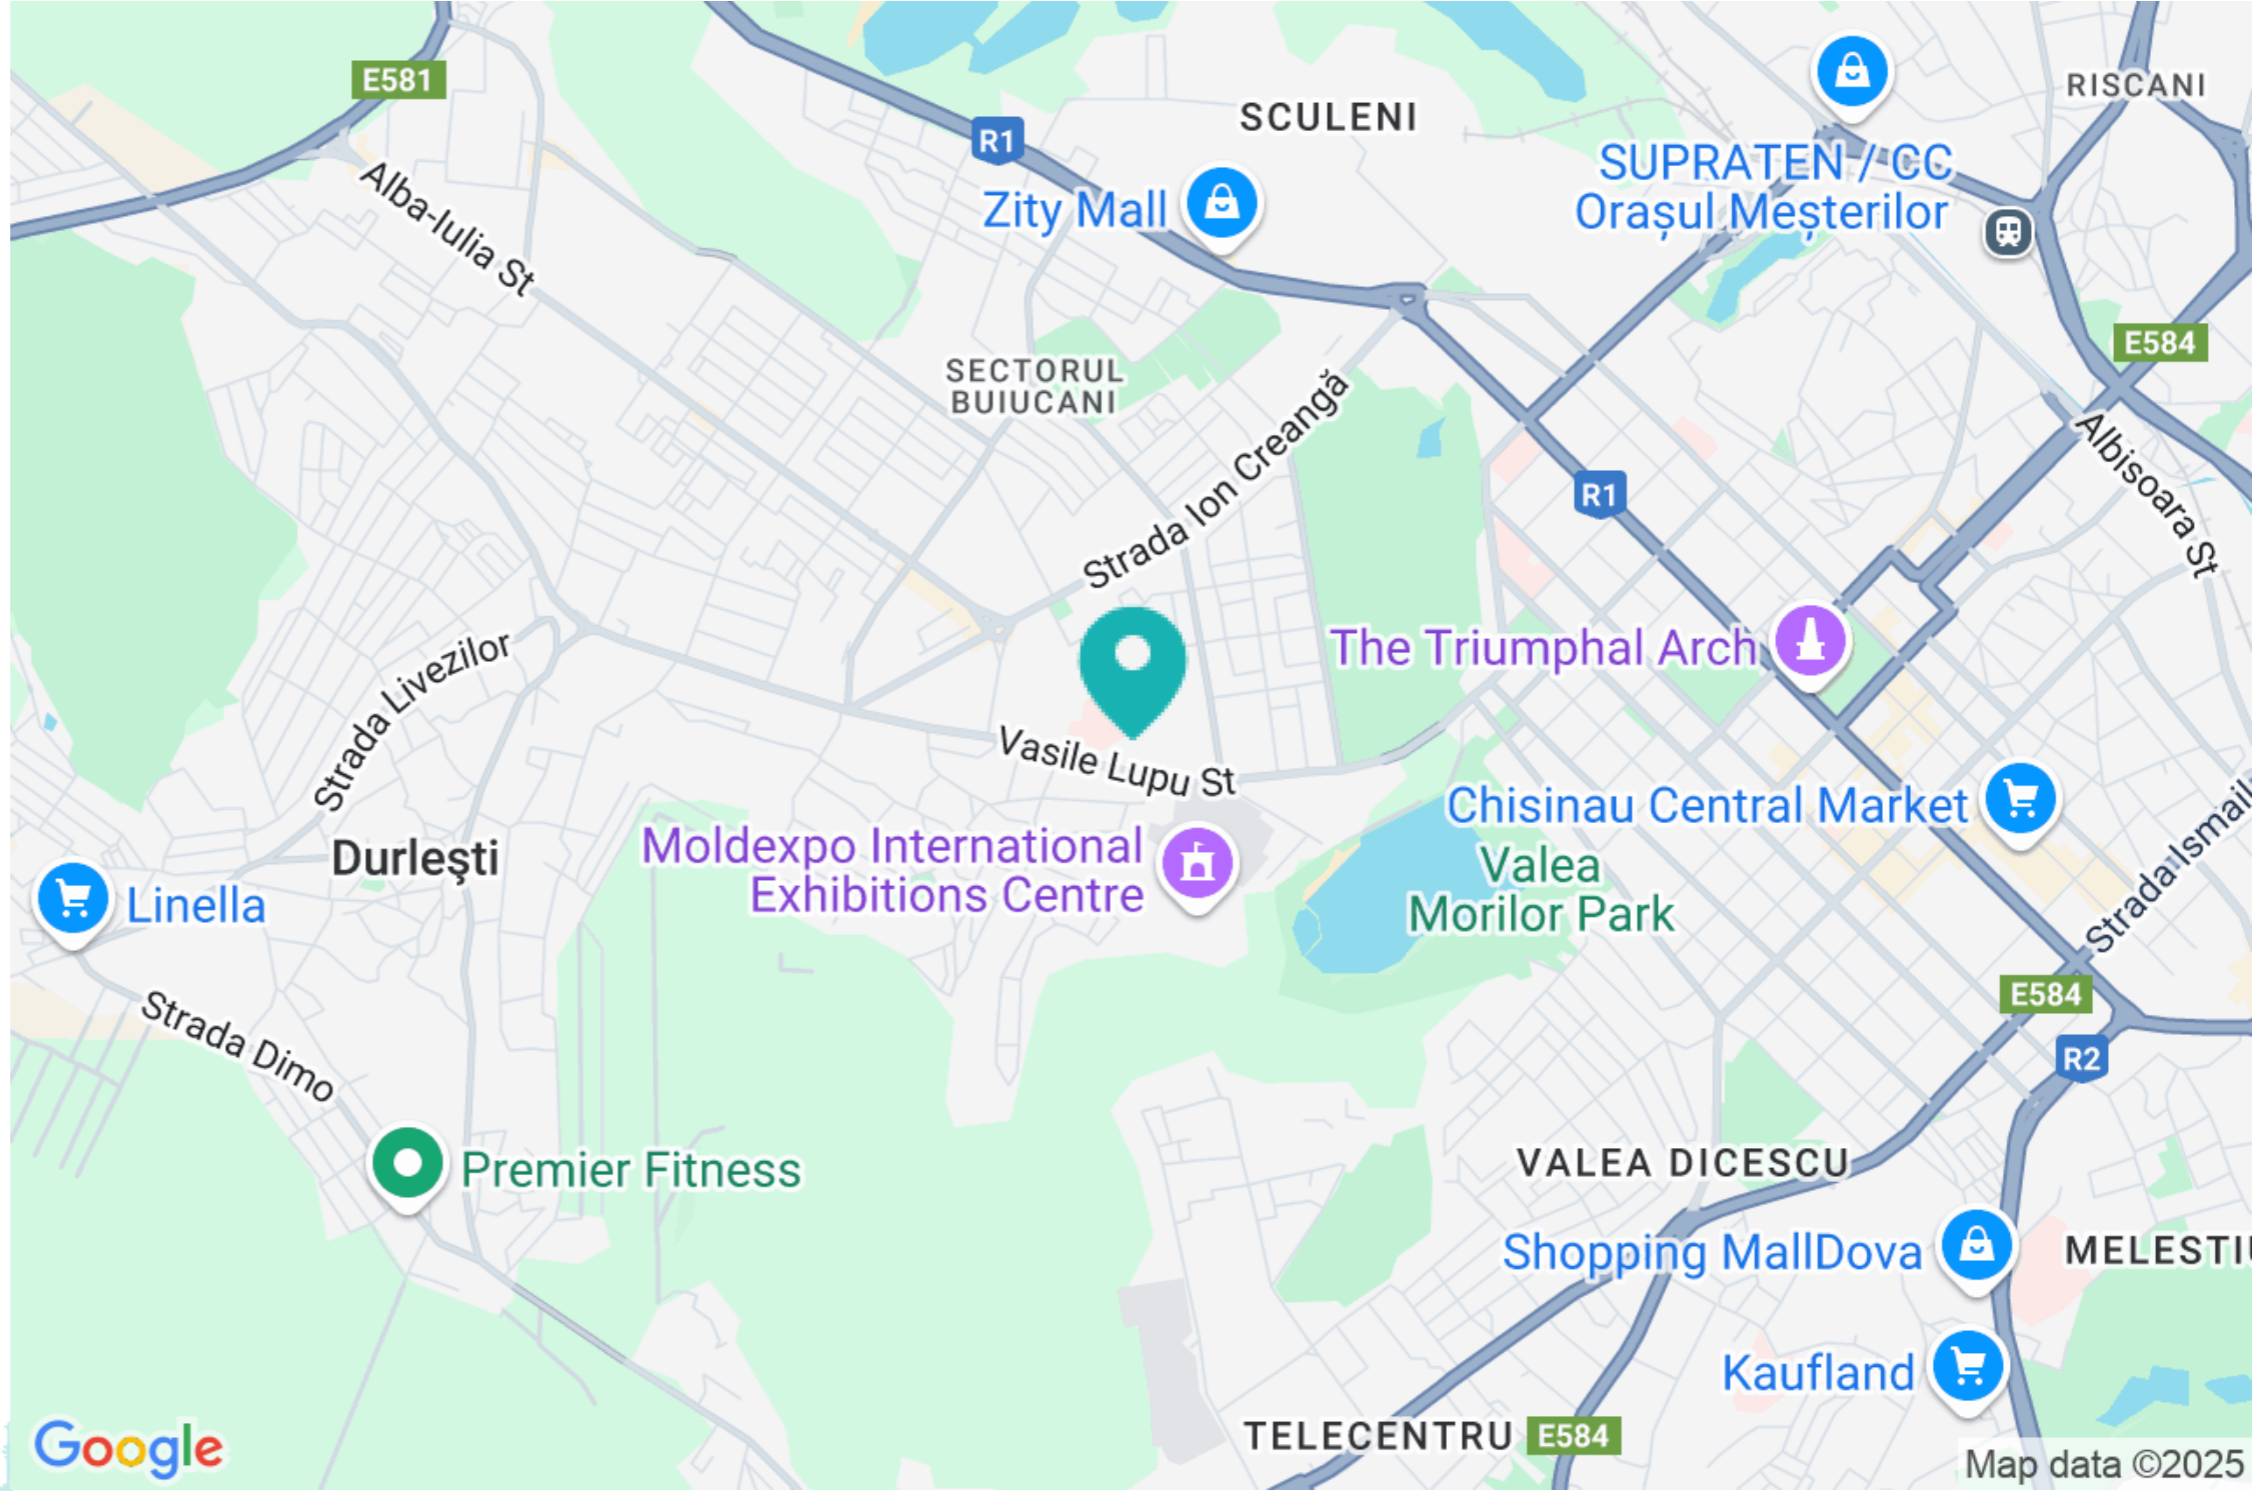 E581
SCULENI
RISCANI
R1
SUPRATEN / CC
Orașul Meșterilor
Zity Mall
Alba-Iulia St
E584
SECTORUL
BUIUCANI
Strada Ion Creangă
Albisoara St
R1
Strada Livezilor
The Triumphal Arch
Vasile Lupu St
Chisinau Central Market
Strada Ismail
Moldexpo International
Exhibitions Centre
Durleşti
Valea
Morilor Park
Linella
E584
Strada Dimo
R2
Premier Fitness
VALEA DICESCU
Shopping MallDova
MELESTIU
Kaufland
TELECENTRU
E584
Google
Map data ©2025